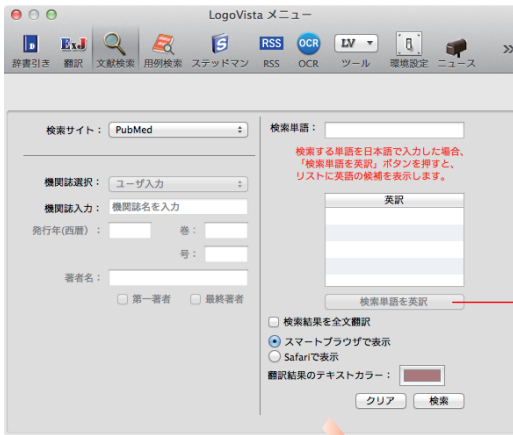 LogoVista メニュー
辞書引き 翻訳 文献検索 用例検索 ステッドマン RSS OCR ツール 環境設定 ニュース
RSS OCR LV
検索サイト： PubMed
機関誌選択： ユーザ入力
機関誌入力： 機関誌名を入力
発行年(西暦)： 巻：
号：
著者名：
第一著者 最終著者
検索単語：
検索する単語を日本語で入力した場合、
「検索単語を英訳」ボタンを押すと、
リストに英語の候補を表示します。
英訳
検索単語を英訳
検索結果を全文翻訳
スマートブラウザで表示
Safariで表示
翻訳結果のテキストカラー：
クリア 検索